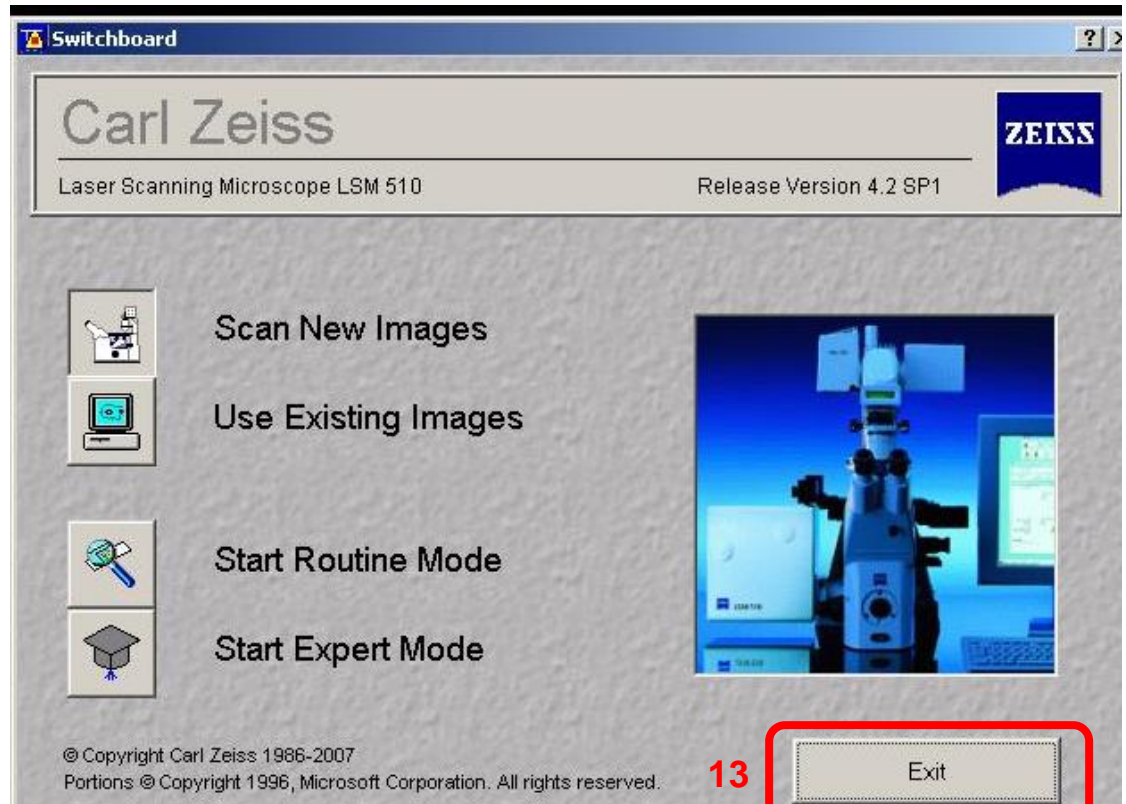 Switchboard
Carl Zeiss
ZEISS
Laser Scanning Microscope LSM 510 Release Version 4.2 SP1
Scan New Images
Use Existing Images
Start Routine Mode
Start Expert Mode
© Copyright Carl Zeiss 1986-2007
Portions © Copyright 1996, Microsoft Corporation. All rights reserved.
13 Exit